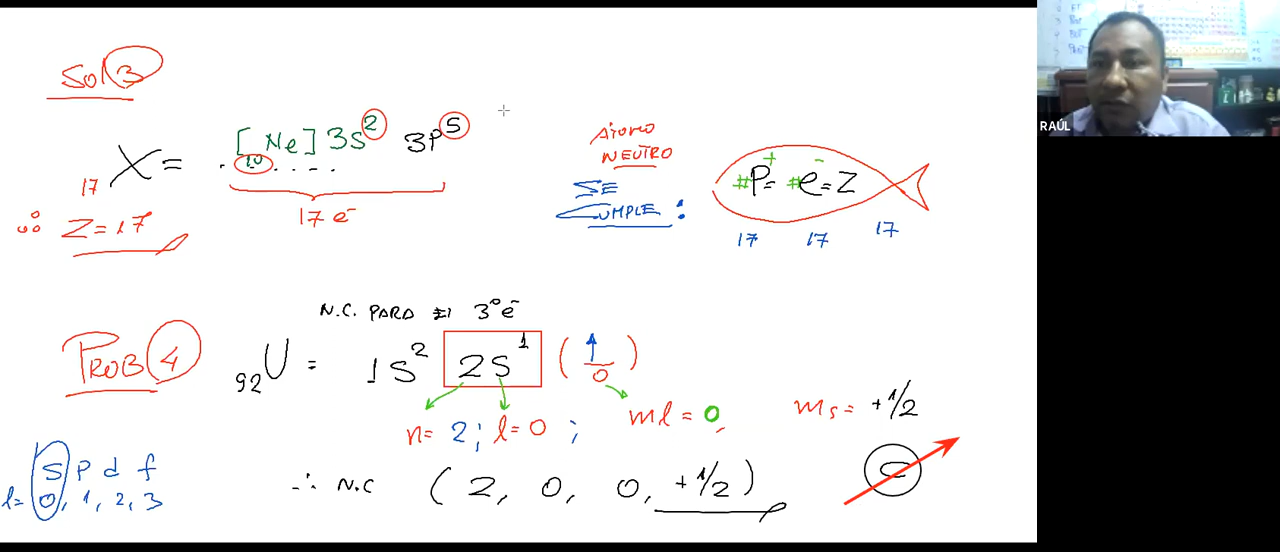 Sol 3
X = [Ne] 3s² 3p⁵
17
10 ....
17 e⁻
∴ Z = 17
ÁTOMO
NEUTRO
SE
CUMPLE :
#p⁺ = #e⁻ = Z
17 17 17
RAÚL
N.C. PARA El 3° e⁻
PROB 4
₉₂U = 1s² 2s¹ (↑/0)
n = 2 ; l = 0 ; ml = 0, ms = +1/2
s p d f
l = 0, 1, 2, 3
∴ N.C (2, 0, 0, +1/2)